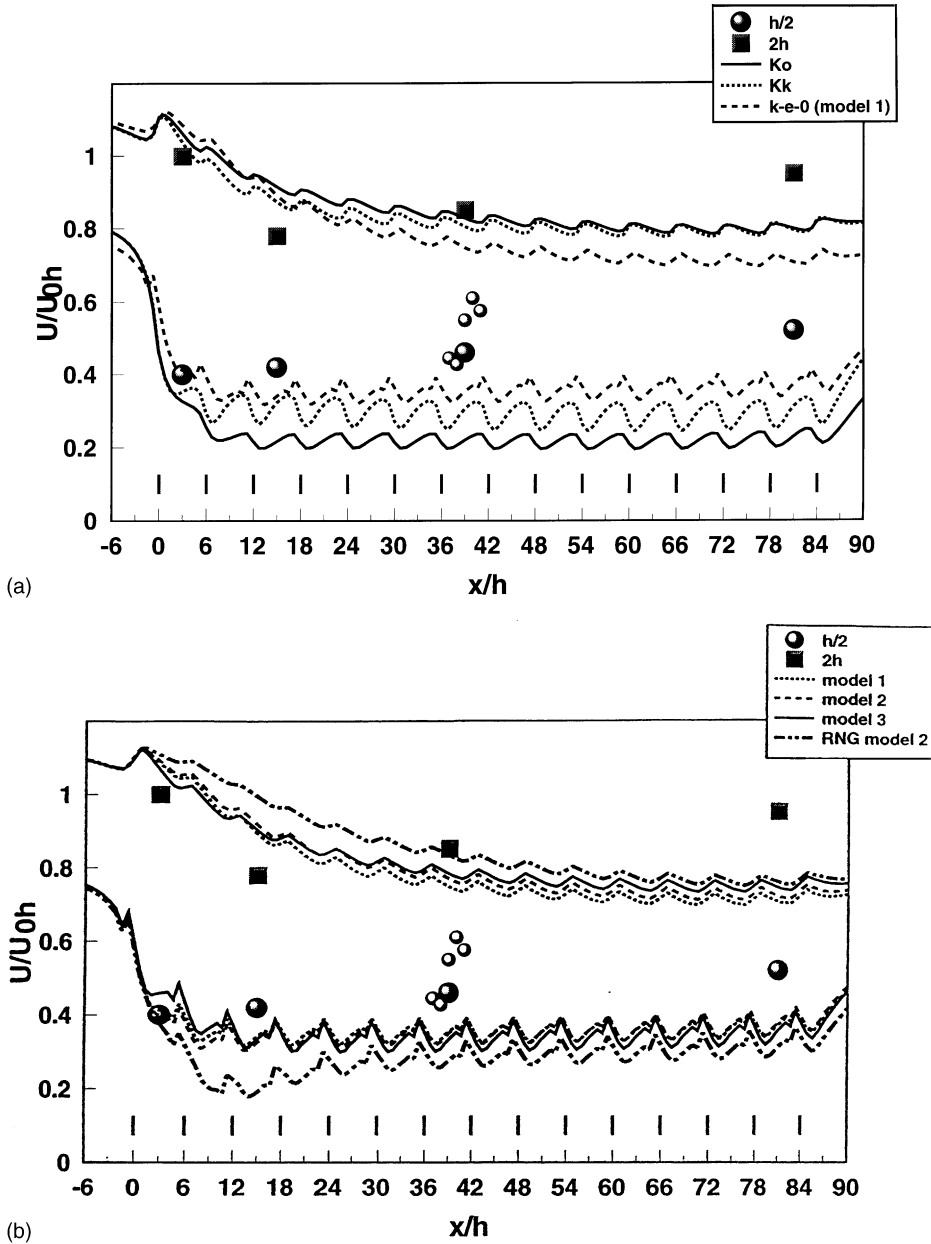 h/2
2h
Ko
Kk
k-e-0 (model 1)
1
0.8
0.6
0.4
0.2
0
U/U0h
-6 0 6 12 18 24 30 36 42 48 54 60 66 72 78 84 90
x/h
(a)
h/2
2h
model 1
model 2
model 3
RNG model 2
1
0.8
0.6
0.4
0.2
0
U/U0h
-6 0 6 12 18 24 30 36 42 48 54 60 66 72 78 84 90
x/h
(b)